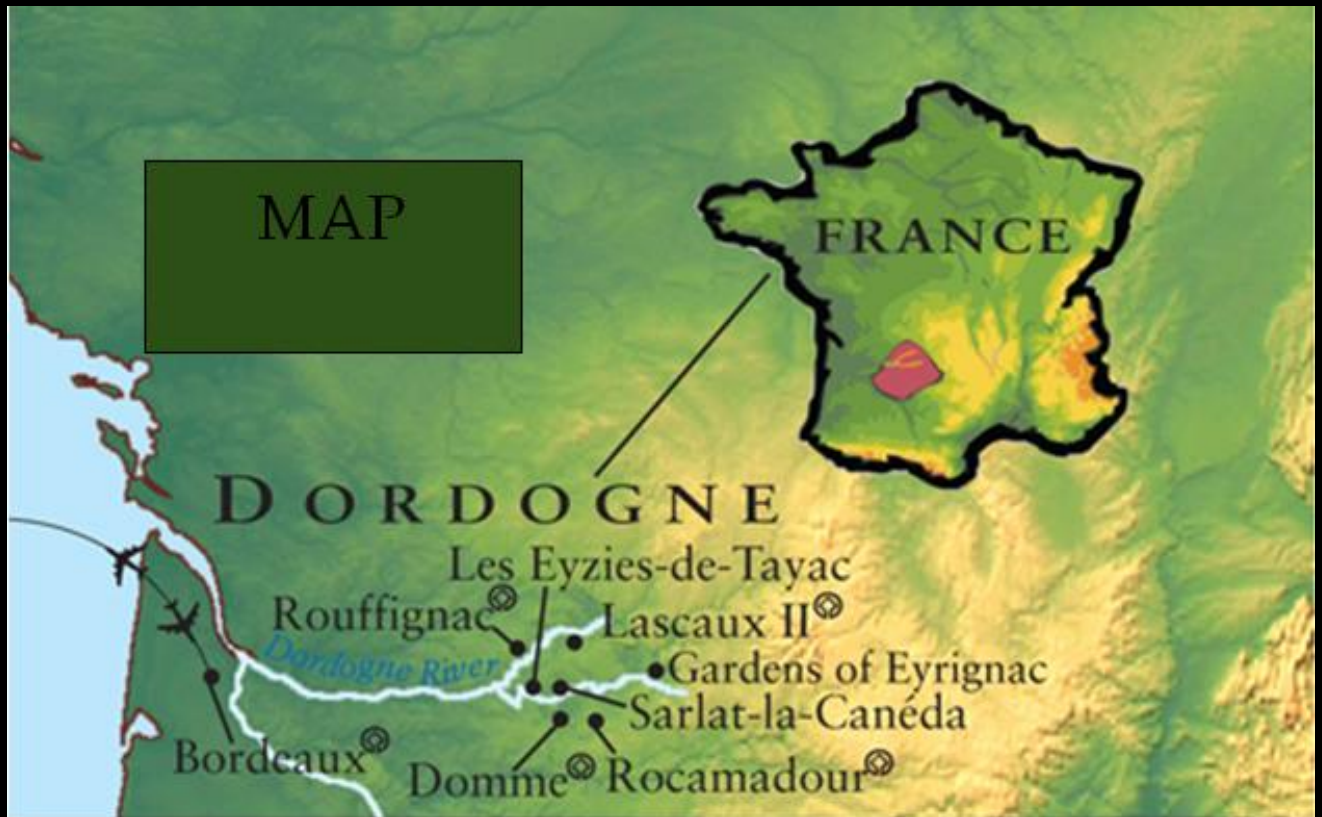 MAP
FRANCE
DORDOGNE
Les Eyzies-de-Tayac
Rouffignac
Lascaux II
Dordogne River
Gardens of Eyrignac
Sarlat-la-Canéda
Bordeaux
Domme
Rocamadour